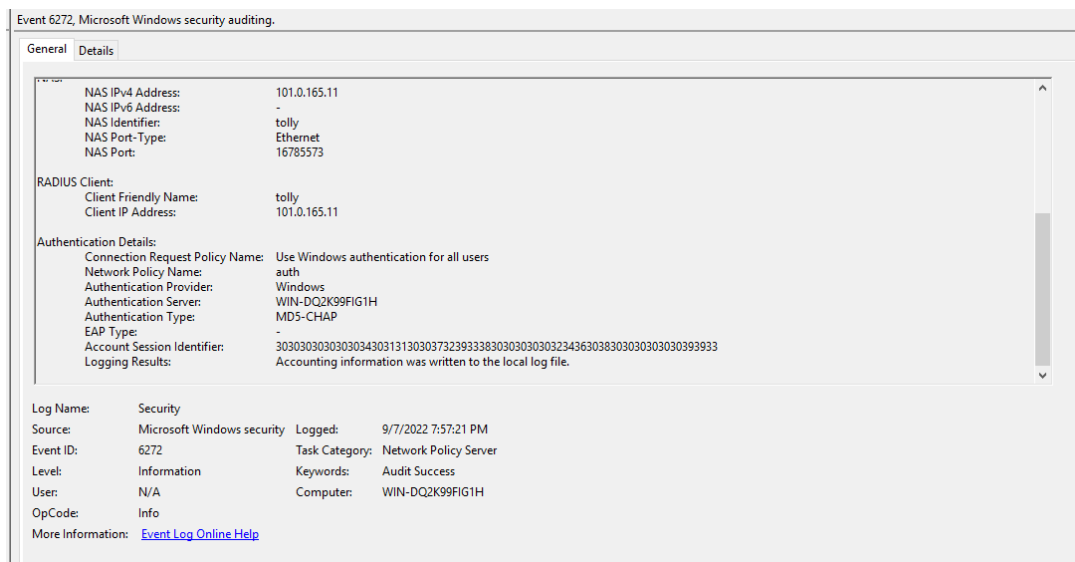 Event 6272, Microsoft Windows security auditing.
General Details
NAS IPv4 Address: 101.0.165.11
NAS IPv6 Address: -
NAS Identifier: tolly
NAS Port-Type: Ethernet
NAS Port: 16785573
RADIUS Client:
Client Friendly Name: tolly
Client IP Address: 101.0.165.11
Authentication Details:
Connection Request Policy Name: Use Windows authentication for all users
Network Policy Name: auth
Authentication Provider: Windows
Authentication Server: WIN-DQ2K99FIG1H
Authentication Type: MD5-CHAP
EAP Type: -
Account Session Identifier:
Logging Results: Accounting information was written to the local log file.
Log Name: Security
Source: Microsoft Windows security Logged: 9/7/2022 7:57:21 PM
Event ID: 6272 Task Category: Network Policy Server
Level: Information Keywords: Audit Success
User: N/A Computer: WIN-DQ2K99FIG1H
OpCode: Info
More Information: Event Log Online Help